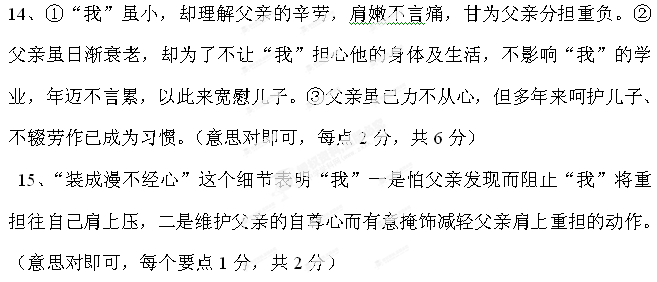 14、①“我”虽小，却理解父亲的辛劳，肩嫩不言痛，甘为父亲分担重负。②
父亲虽日渐衰老，却为了不让“我”担心他的身体及生活，不影响“我”的学
业，年迈不言累，以此来宽慰儿子。③父亲虽已力不从心，但多年来呵护儿子、
不辍劳作已成为习惯。（意思对即可，每点 2 分，共 6 分）
15、“装成漫不经心”这个细节表明“我”一是怕父亲发现而阻止“我”将重
担往自己肩上压，二是维护父亲的自尊心而有意掩饰减轻父亲肩上重担的动作。
（意思对即可，每个要点 1 分，共 2 分）